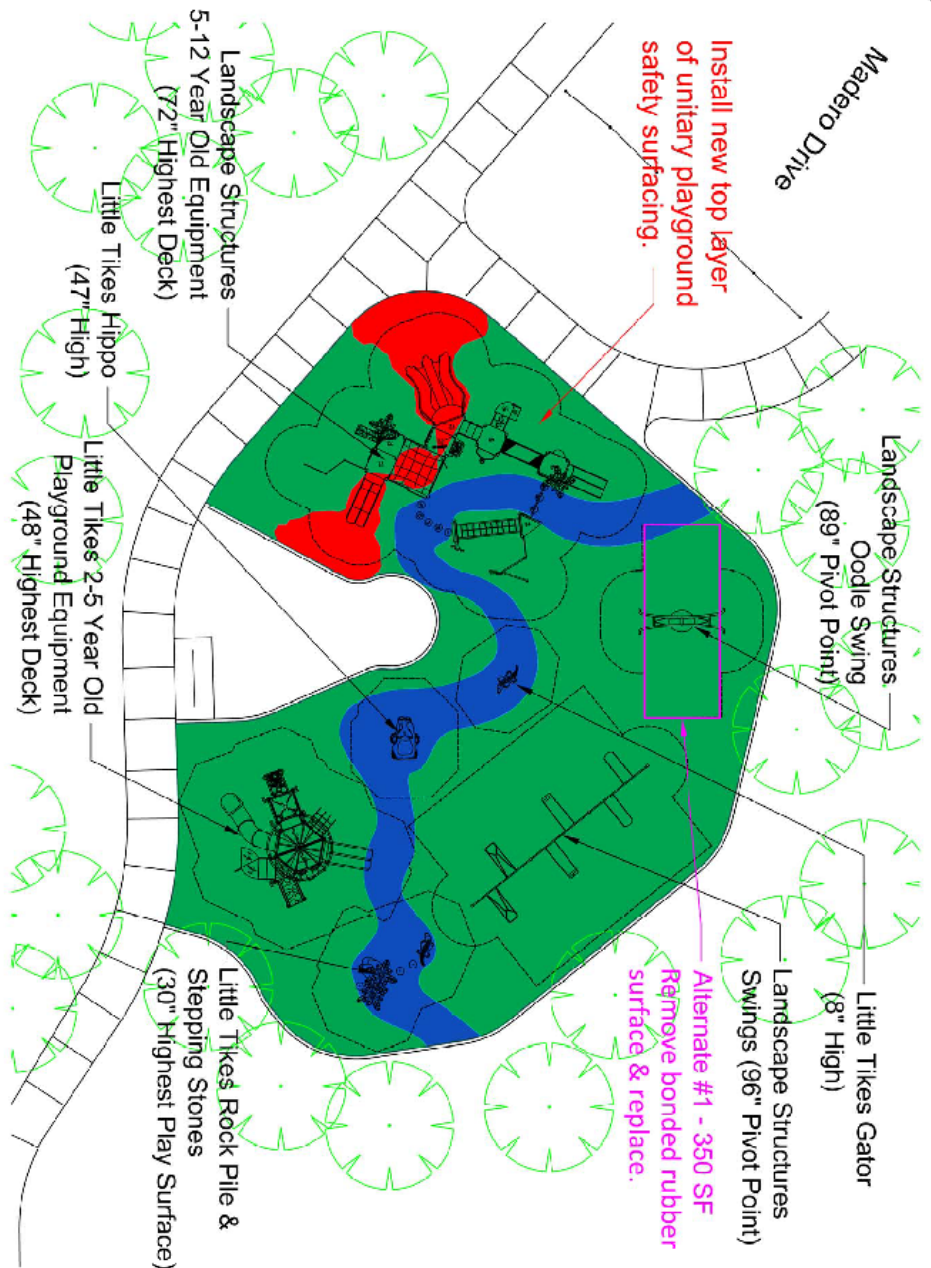 Madero Drive
Install new top layer
of unitary playground
safety surfacing.
Landscape Structures
5-12 Year Old Equipment
(72" Highest Deck)
Little Tikes Hippo
(47" High)
Little Tikes 2-5 Year Old
Playground Equipment
(48" Highest Deck)
Little Tikes Rock Pile &
Stepping Stones
(30" Highest Play Surface)
Landscape Structures
Oodle Swing
(89" Pivot Point)
Little Tikes Gator
(8" High)
Landscape Structures
Swings (96" Pivot Point)
Alternate #1 - 350 SF
Remove bonded rubber
surface & replace.